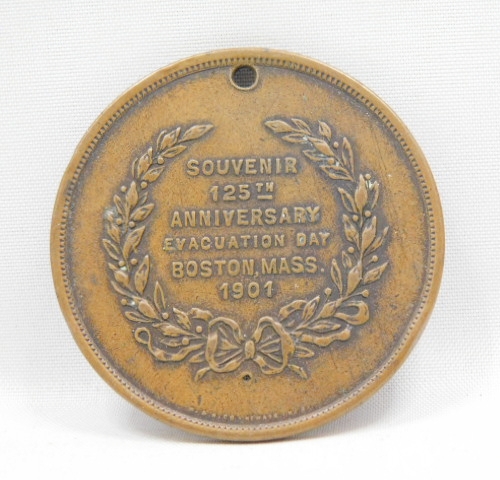 SOUVENIR
125TH
ANNIVERSARY
EVACUATION DAY
BOSTON, MASS.
1901